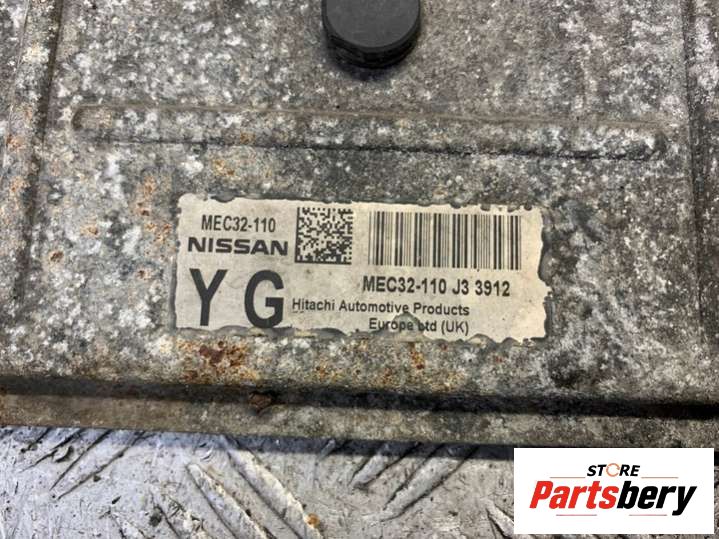 MEC32-110
NISSAN
YG
MEC32-110 J3 3912
Hitachi Automotive Products
Europe Ltd (UK)
STORE
Partsbery